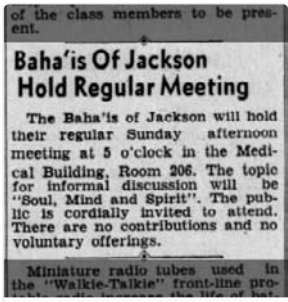 of the class members to be pres-
ent.
Baha'is Of Jackson
Hold Regular Meeting
The Baha'is of Jackson will hold
their regular Sunday afternoon
meeting at 5 o'clock in the Medi-
cal Building, Room 206. The topic
for informal discussion will be
"Soul, Mind and Spirit". The pub-
lic is cordially invited to attend.
There are no contributions and no
voluntary offerings.
Miniature radio tubes used in
the "Walkie-Talkie" front-line pro-